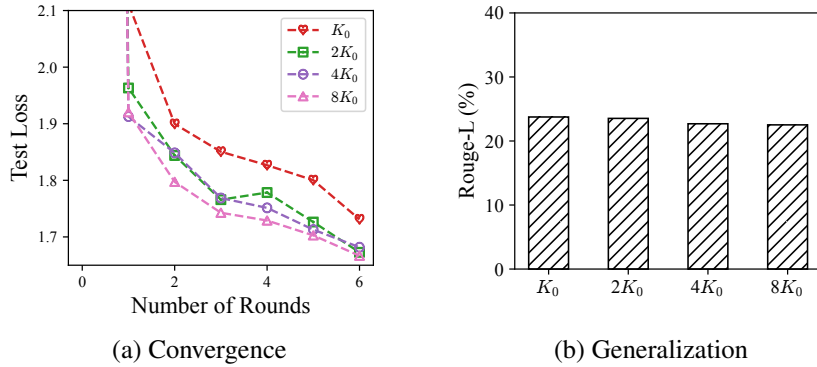 2.1
2.0
1.9
1.8
1.7
Test Loss
0 2 4 6
Number of Rounds
K₀
2K₀
4K₀
8K₀
(a) Convergence
40
30
20
10
0
Rouge-L (%)
K₀ 2K₀ 4K₀ 8K₀
(b) Generalization